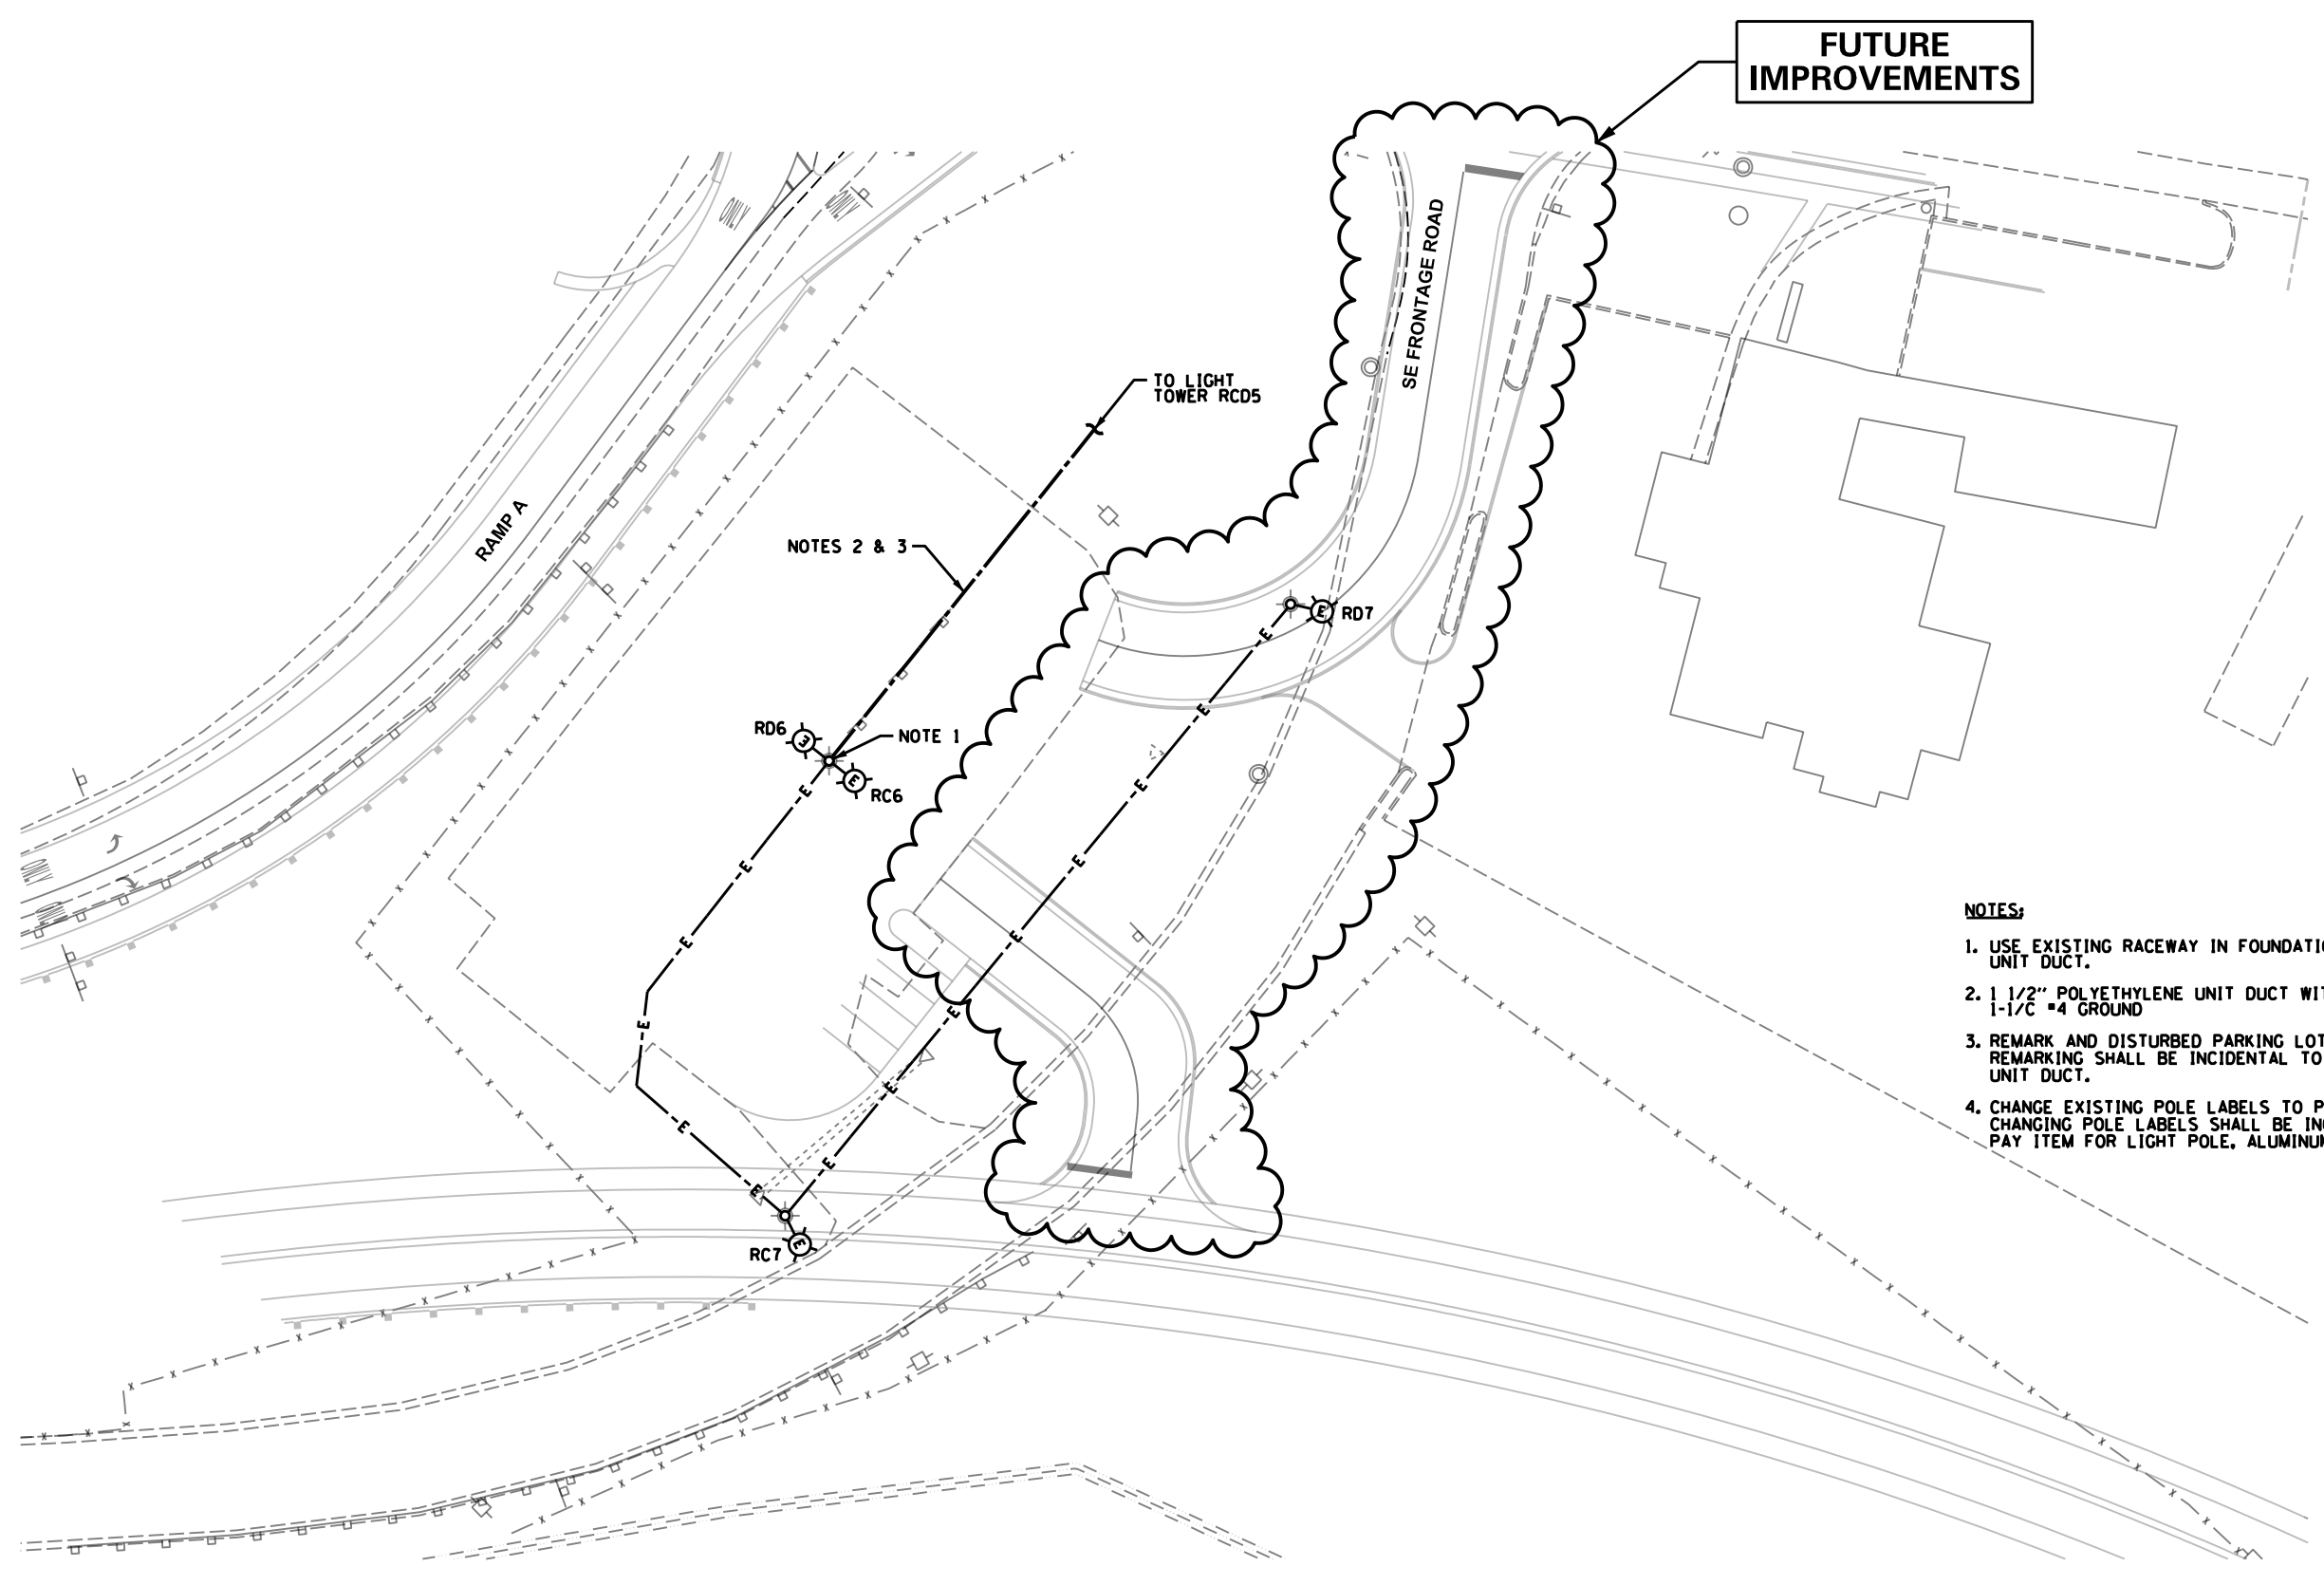 FUTURE
IMPROVEMENTS
SE FRONTAGE ROAD
TO LIGHT
TOWER RCD5
RAMP A
NOTES 2 & 3
RD7
RD6
NOTE 1
RC6
RC7
NOTES:
1. USE EXISTING RACEWAY IN FOUNDATI
UNIT DUCT.
2. 1 1/2" POLYETHYLENE UNIT DUCT WI
1-1/C #4 GROUND
3. REMARK AND DISTURBED PARKING LOT
REMARKING SHALL BE INCIDENTAL TO
UNIT DUCT.
4. CHANGE EXISTING POLE LABELS TO P
CHANGING POLE LABELS SHALL BE IN
PAY ITEM FOR LIGHT POLE, ALUMINU